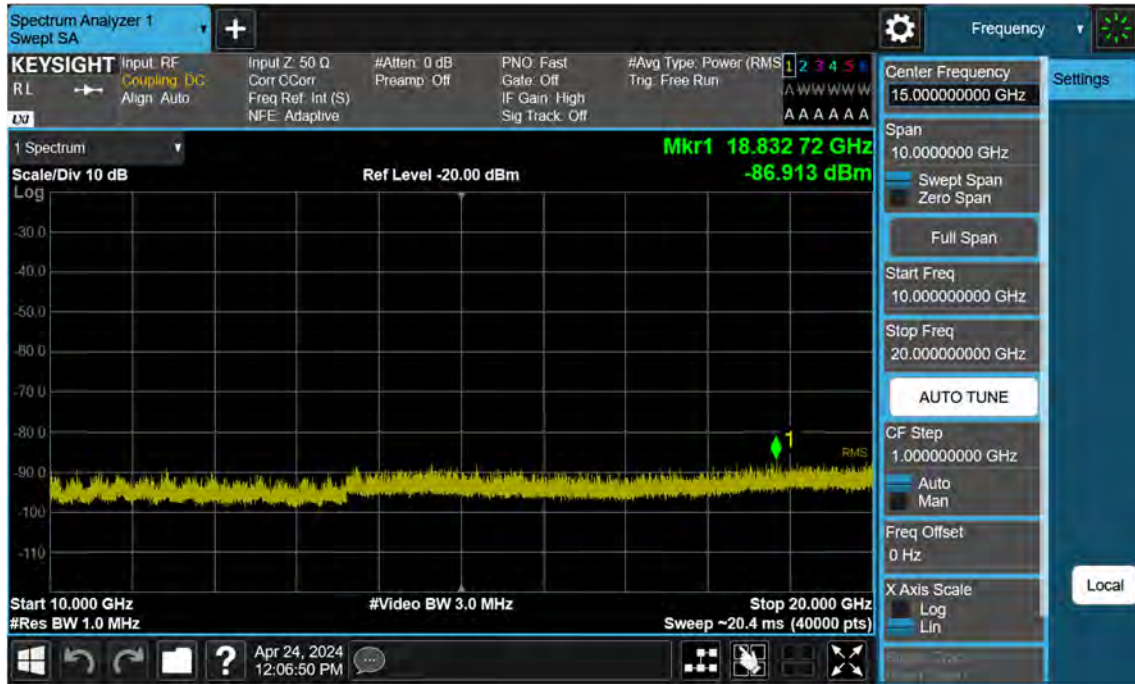 Spectrum Analyzer 1
Swept SA
Frequency
KEYSIGHT
R L
LXI
Input: RF
Coupling: DC
Align: Auto
Input Z: 50 Ω
Corr CCorr
Freq Ref: Int (S)
NFE: Adaptive
#Atten: 0 dB
Preamp: Off
PNO: Fast
Gate: Off
IF Gain: High
Sig Track: Off
#Avg Type: Power (RMS
Trig: Free Run
1 2 3 4 5 6
A W W W W W
A A A A A A
1 Spectrum
Scale/Div 10 dB
Ref Level -20.00 dBm
Mkr1 18.832 72 GHz
-86.913 dBm
Log
-30.0
-40.0
-50.0
-60.0
-70.0
-80.0
-90.0
-100
-110
1
RMS
Start 10.000 GHz
#Res BW 1.0 MHz
#Video BW 3.0 MHz
Stop 20.000 GHz
Sweep ~20.4 ms (40000 pts)
Center Frequency
15.000000000 GHz
Span
10.0000000 GHz
Swept Span
Zero Span
Full Span
Start Freq
10.000000000 GHz
Stop Freq
20.000000000 GHz
AUTO TUNE
CF Step
1.000000000 GHz
Auto
Man
Freq Offset
0 Hz
X Axis Scale
Log
Lin
Settings
Local
Apr 24, 2024
12:06:50 PM